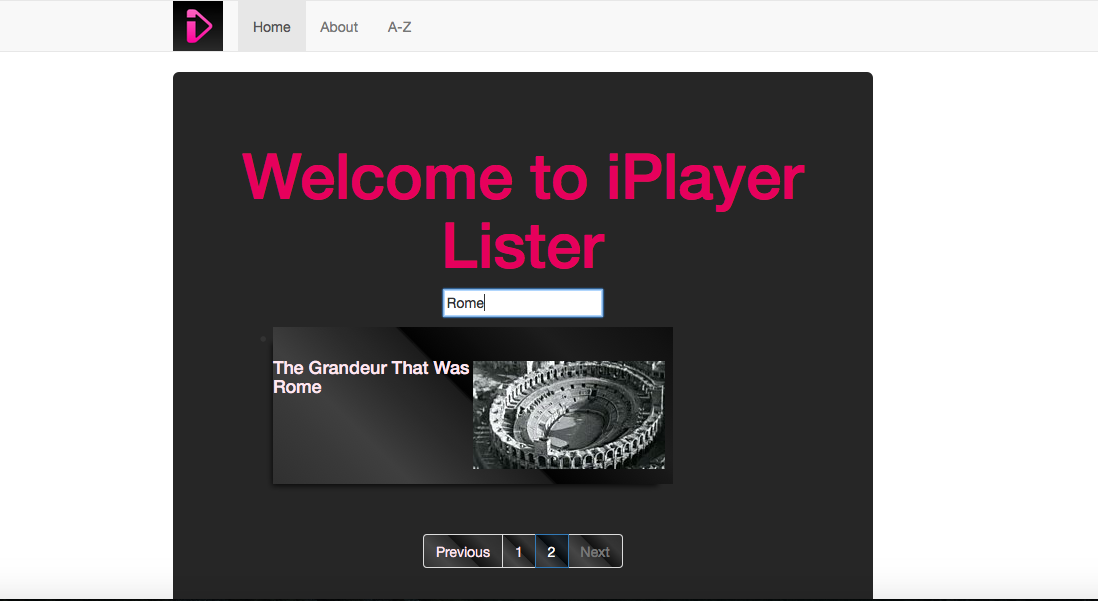 Home About A-Z
Welcome to iPlayer
Lister
Rome
The Grandeur That Was
Rome
Previous 1 2 Next